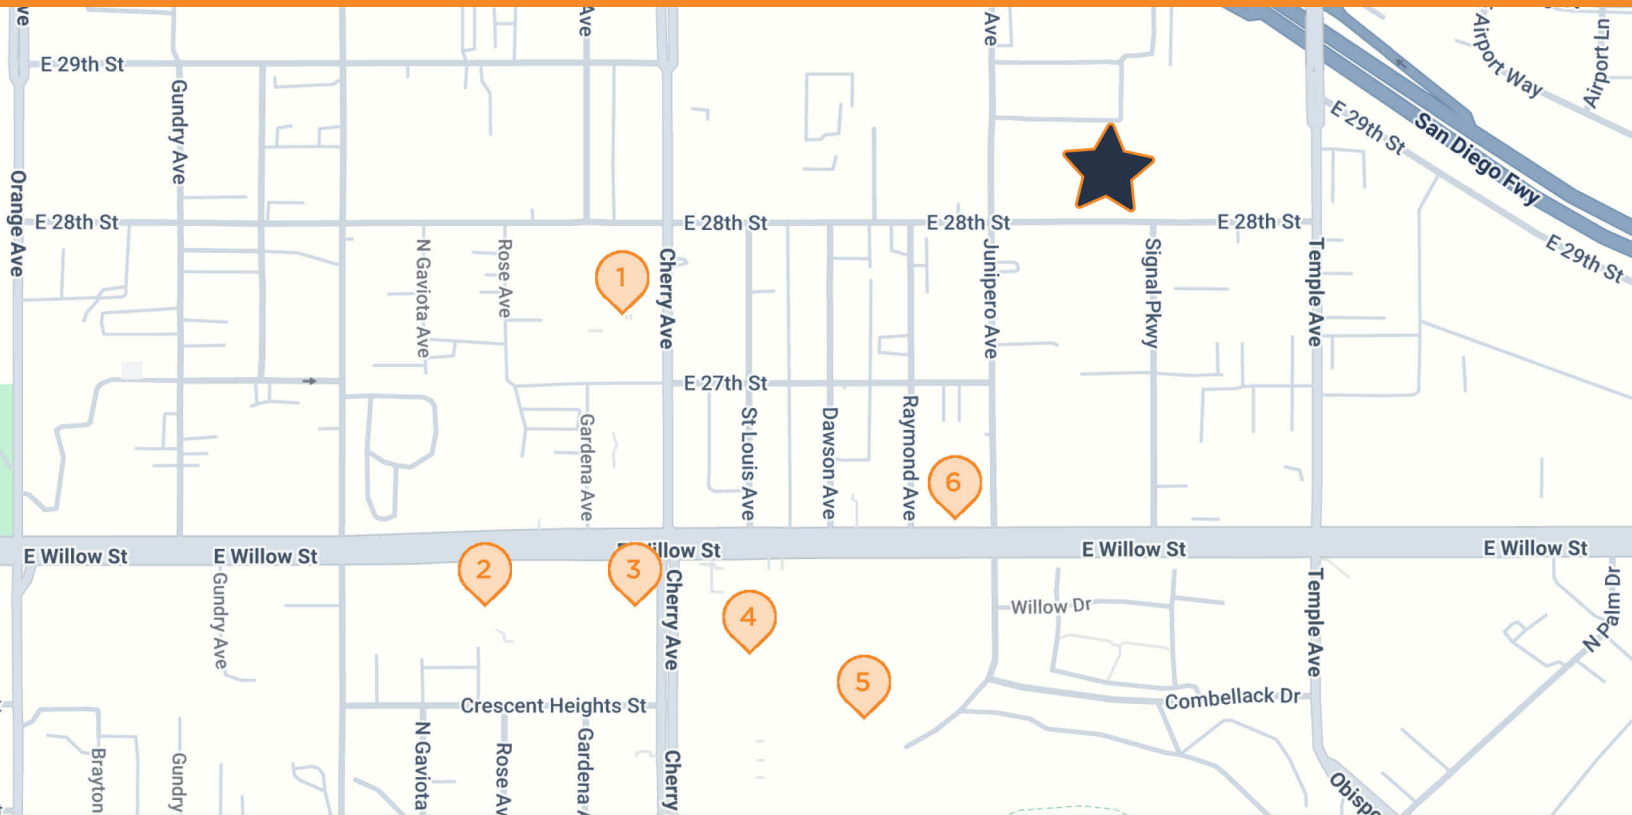 ve
Ave
Ave
Airport Way
Airport Ln
E 29th St
Gundry Ave
E 29th St
San Diego Fwy
Orange Ave
E 28th St
E 28th St
E 28th St
E 28th St
E 29th St
N Gaviota Ave
Rose Ave
1
Cherry Ave
Junipero Ave
Signal Pkwy
Temple Ave
E 27th St
Gardena Ave
St Louis Ave
Dawson Ave
Raymond Ave
6
E Willow St
E Willow St
E Willow St
E Willow St
E Willow St
2
3
4
5
Gundry Ave
Cherry Ave
Willow Dr
Temple Ave
N Palm Dr
Crescent Heights St
Combellack Dr
Brayton
Gundry
N Gaviota
Rose Av
Gardena A
Cherry
Obispo